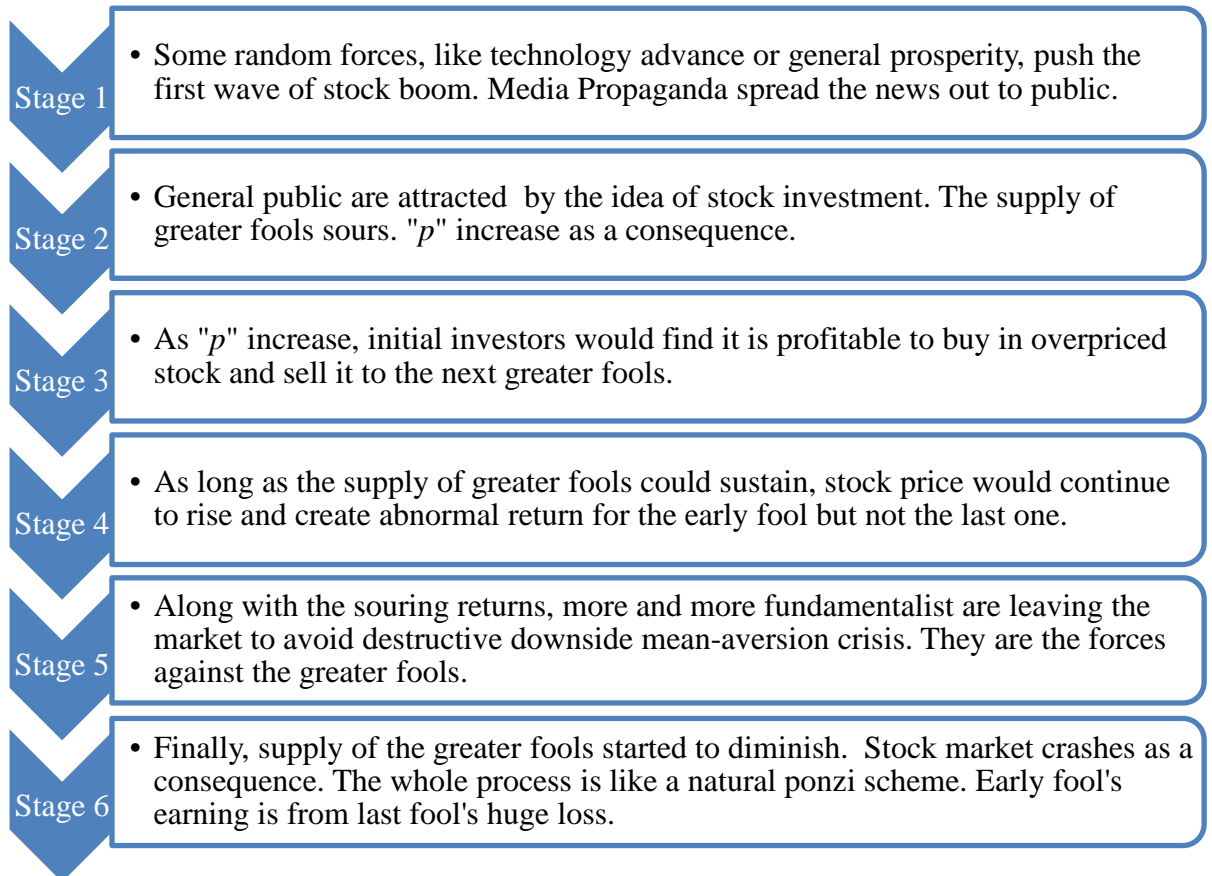 Stage 1
• Some random forces, like technology advance or general prosperity, push the
first wave of stock boom. Media Propaganda spread the news out to public.
Stage 2
• General public are attracted by the idea of stock investment. The supply of
greater fools sours. "p" increase as a consequence.
Stage 3
• As "p" increase, initial investors would find it is profitable to buy in overpriced
stock and sell it to the next greater fools.
Stage 4
• As long as the supply of greater fools could sustain, stock price would continue
to rise and create abnormal return for the early fool but not the last one.
Stage 5
• Along with the souring returns, more and more fundamentalist are leaving the
market to avoid destructive downside mean-aversion crisis. They are the forces
against the greater fools.
Stage 6
• Finally, supply of the greater fools started to diminish. Stock market crashes as a
consequence. The whole process is like a natural ponzi scheme. Early fool's
earning is from last fool's huge loss.